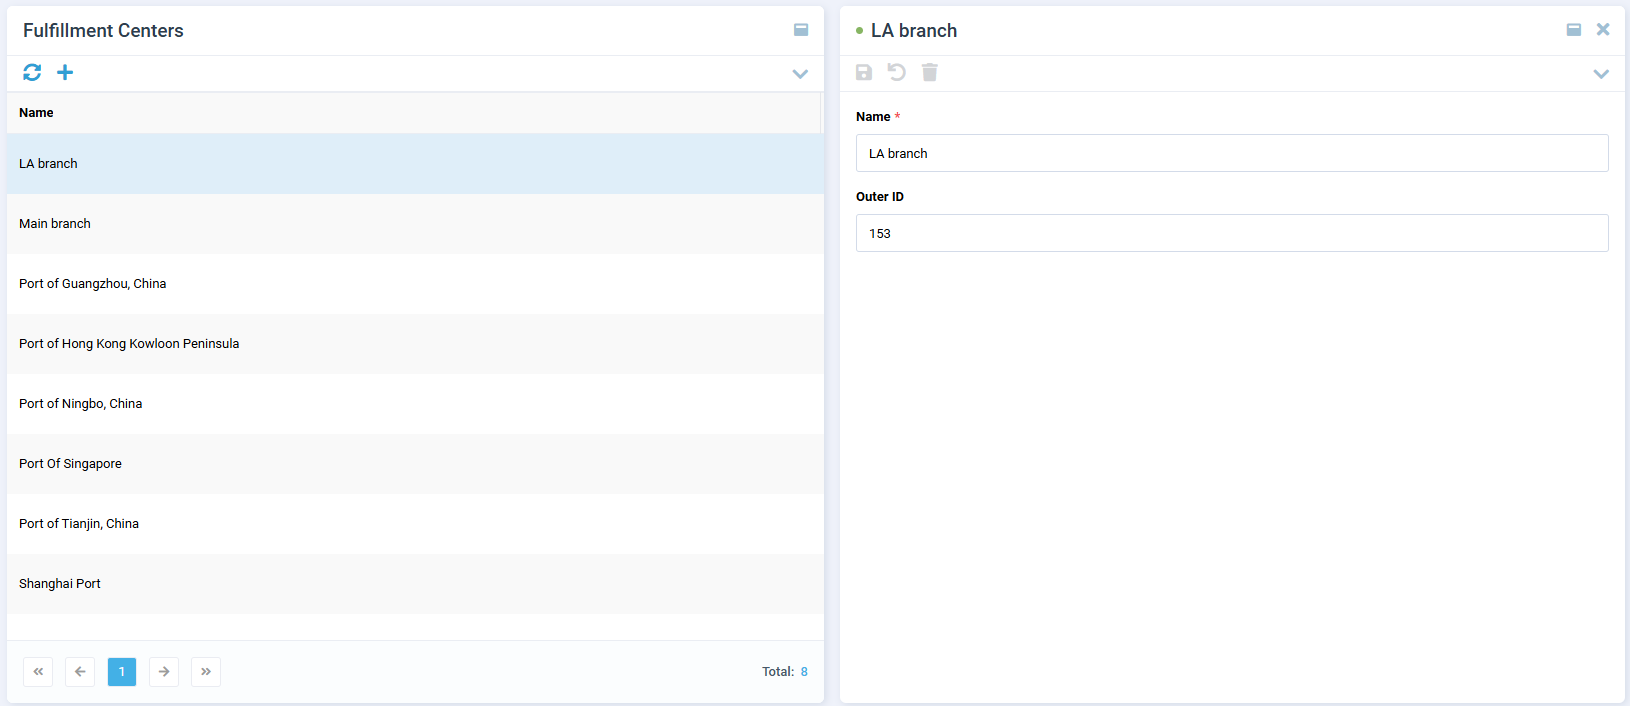 Fulfillment Centers
Name
LA branch
Main branch
Port of Guangzhou, China
Port of Hong Kong Kowloon Peninsula
Port of Ningbo, China
Port Of Singapore
Port of Tianjin, China
Shanghai Port
1
Total: 8
LA branch
Name *
LA branch
Outer ID
153